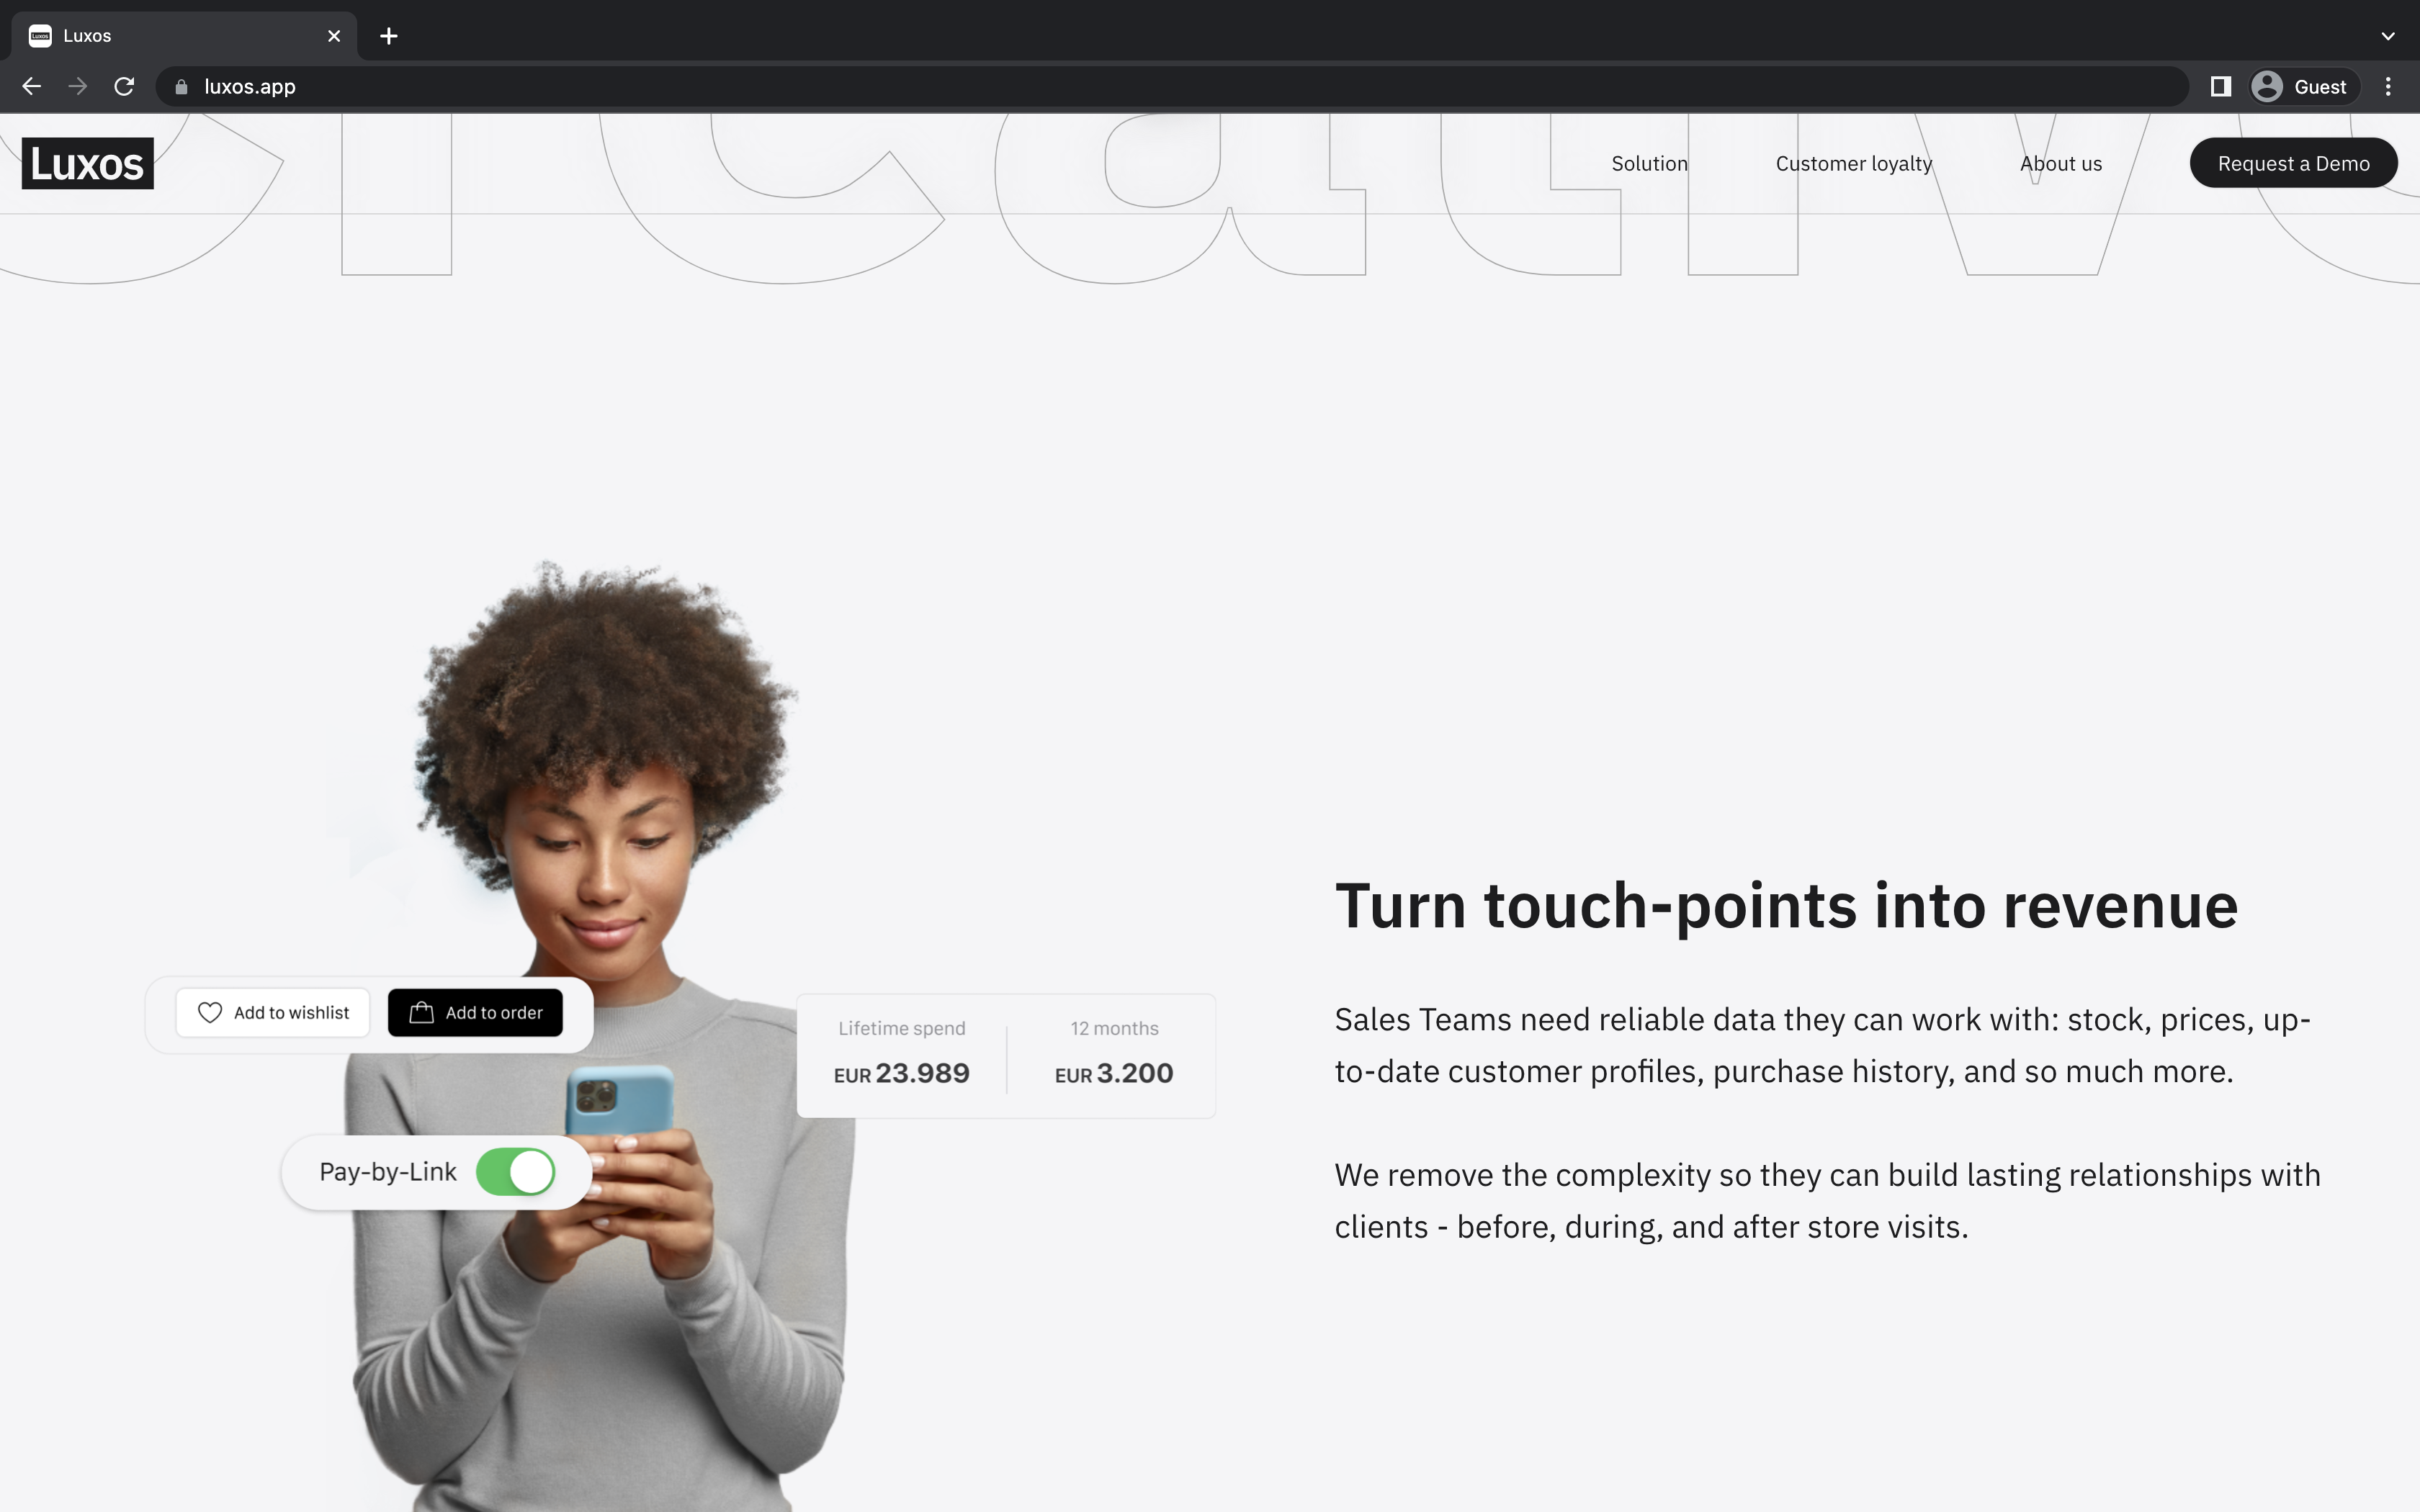 Luxos
luxos.app
Guest
Luxos
Solution
Customer loyalty
About us
Request a Demo
Turn touch-points into revenue
Sales Teams need reliable data they can work with: stock, prices, up-
to-date customer profiles, purchase history, and so much more.
We remove the complexity so they can build lasting relationships with
clients - before, during, and after store visits.
Add to wishlist
Add to order
Lifetime spend
EUR 23.989
12 months
EUR 3.200
Pay-by-Link